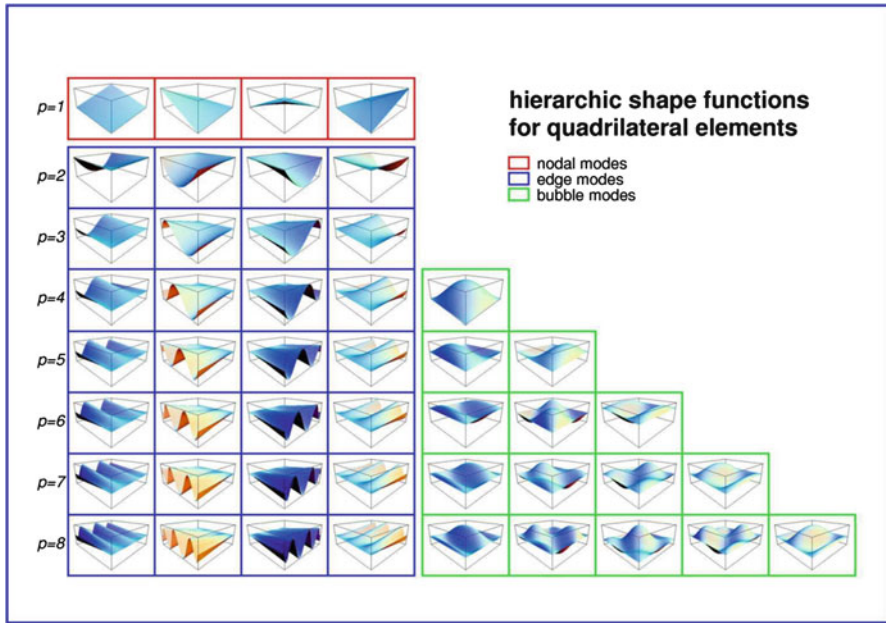 hierarchic shape functions
for quadrilateral elements
nodal modes
edge modes
bubble modes
p=1
p=2
p=3
p=4
p=5
p=6
p=7
p=8